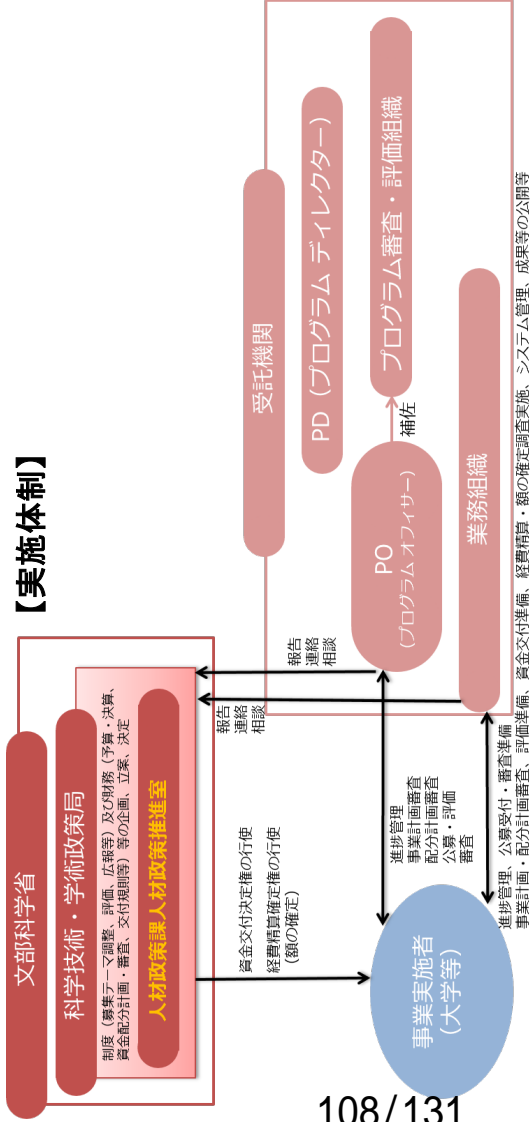 【実施体制】
文部科学省
科学技術・学術政策局
制度（募集テーマ調整、評価、広報等）及び財務（予算・決算、
資金配分計画・審査、交付規則等）等の企画、立案、決定
人材政策課人材政策推進室
報告
連絡
相談
報告
連絡
相談
資金交付決定権の行使
経費精算確定権の行使
（額の確定）
受託機関
PD（プログラム ディレクター）
プログラム審査・評価組織
補佐
PO
（プログラム オフィサー）
業務組織
進捗管理
事業計画審査
配分計画審査
公募・評価
審査
事業実施者
（大学等）
進捗管理、公募受付・審査準備
事業計画・配分計画審査、評価準備、資金交付準備、経費精算・額の確定調査実施、システム管理、成果等の公開等
108/131